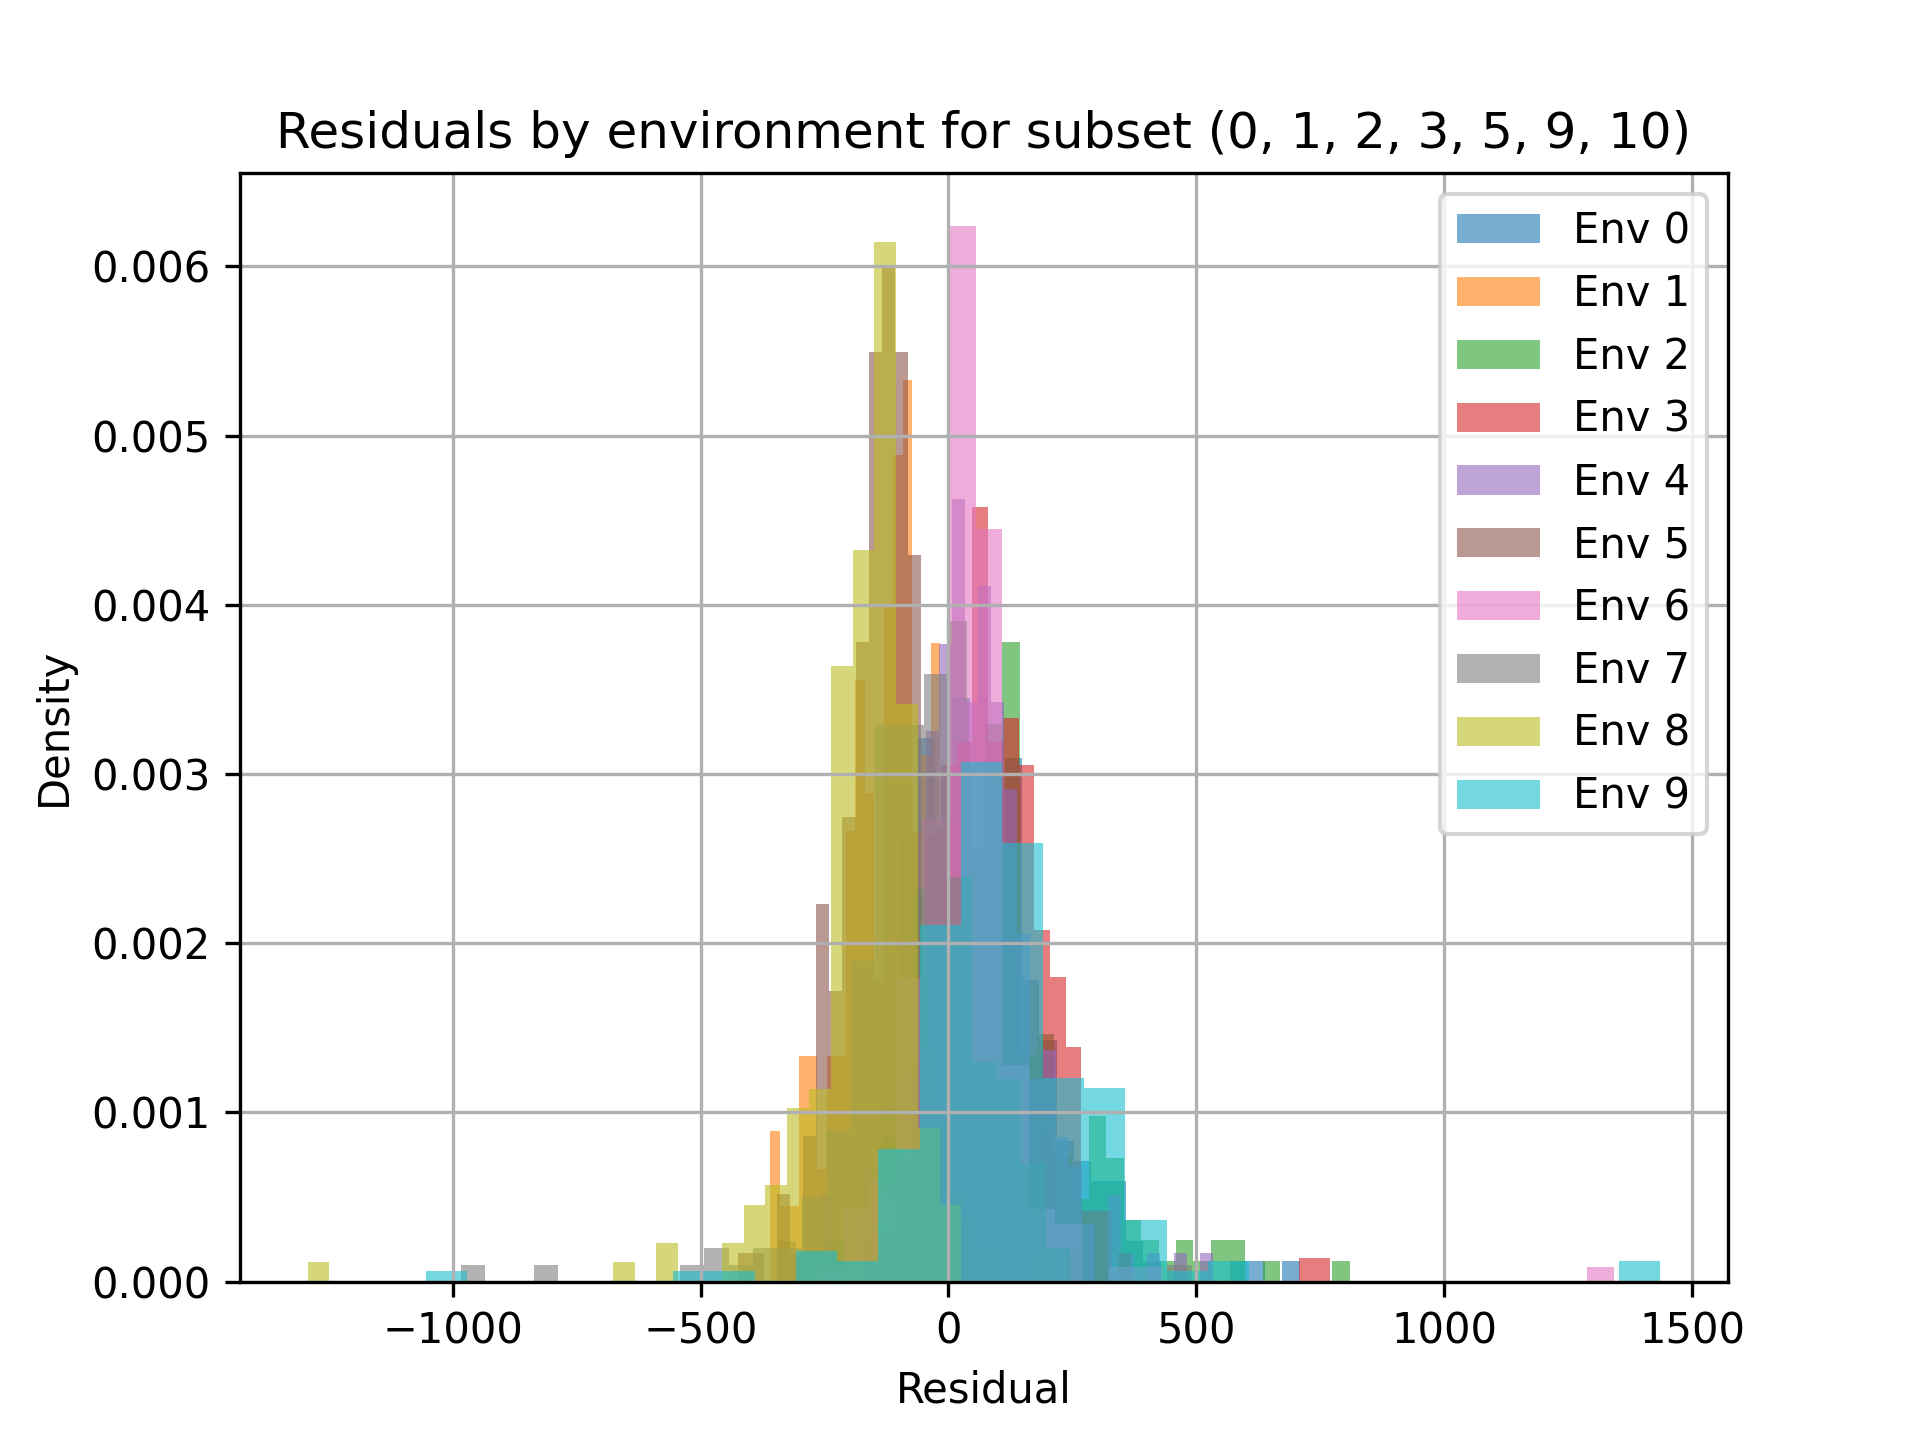 Residuals by environment for subset (0, 1, 2, 3, 5, 9, 10)
Env 0
Env 1
Env 2
Env 3
Env 4
Env 5
Env 6
Env 7
Env 8
Env 9
0.006
0.005
0.004
0.003
0.002
0.001
0.000
Density
−1000 −500 0 500 1000 1500
Residual